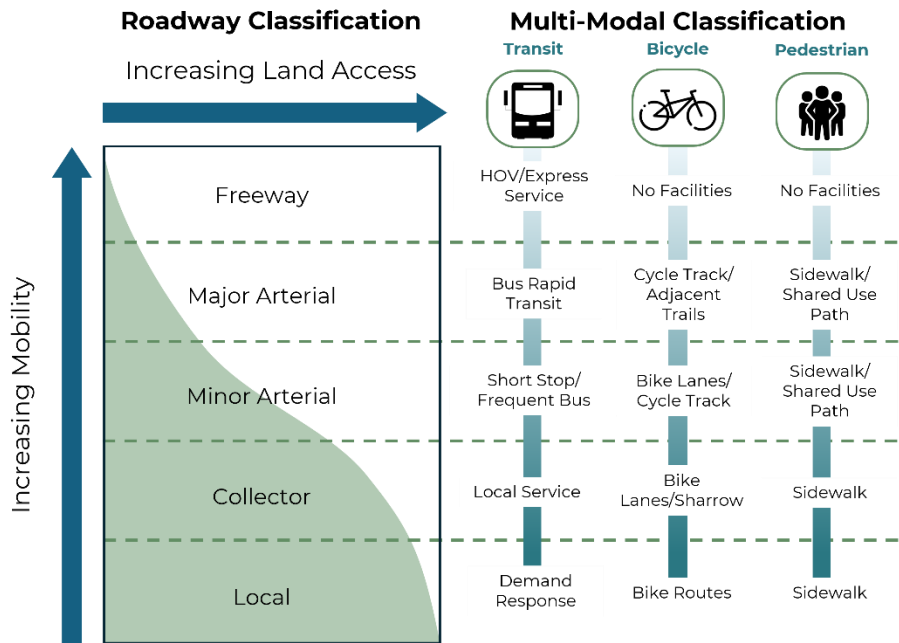 Roadway Classification
Multi-Modal Classification
Increasing Land Access
Transit
Bicycle
Pedestrian
Increasing Mobility
Freeway
HOV/Express
Service
No Facilities
No Facilities
Major Arterial
Bus Rapid
Transit
Cycle Track/
Adjacent
Trails
Sidewalk/
Shared Use
Path
Minor Arterial
Short Stop/
Frequent Bus
Bike Lanes/
Cycle Track
Sidewalk/
Shared Use
Path
Collector
Local Service
Bike
Lanes/Sharrow
Sidewalk
Local
Demand
Response
Bike Routes
Sidewalk